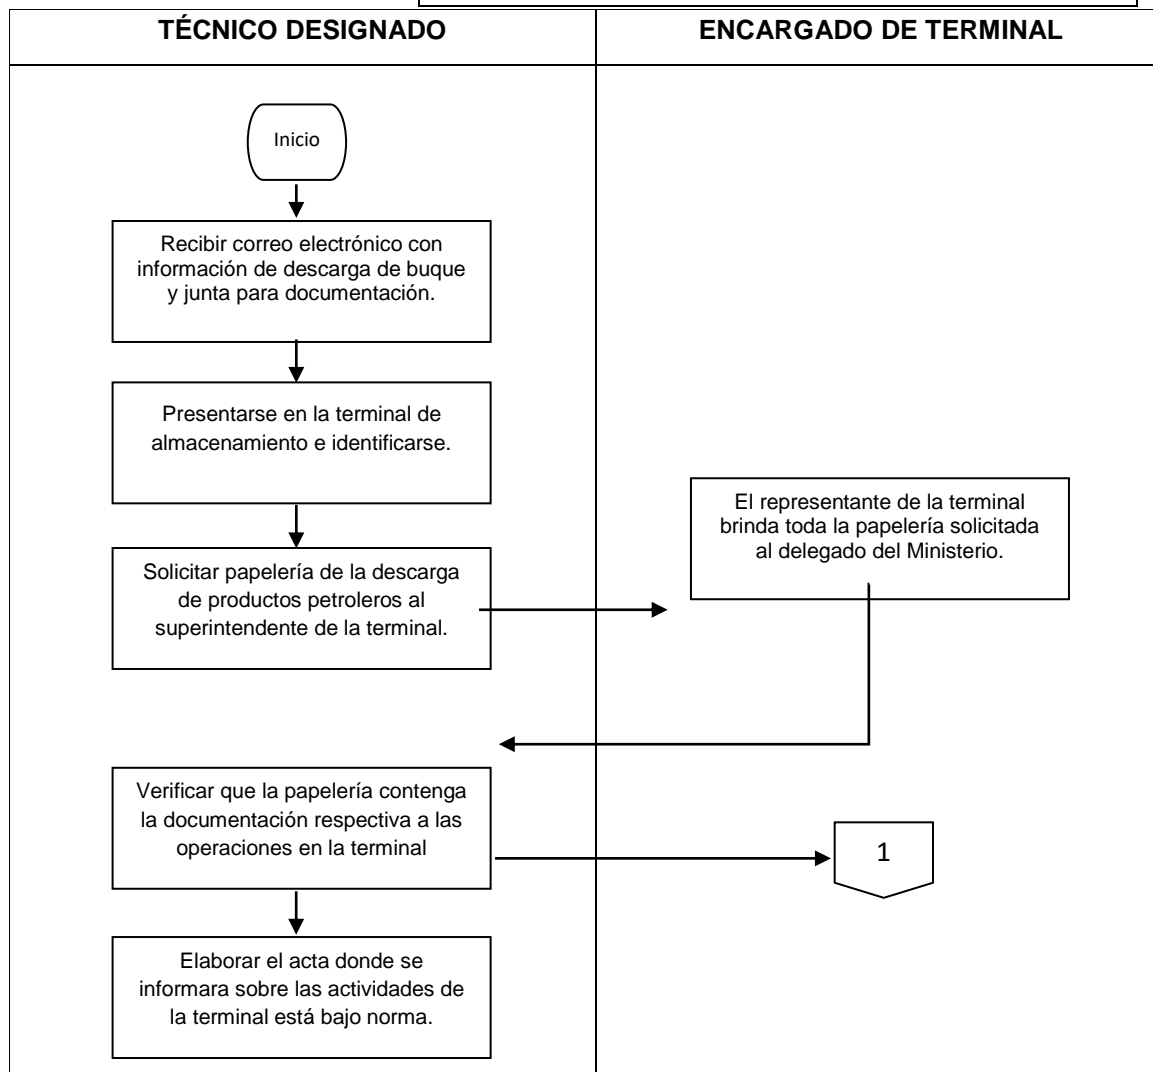 TÉCNICO DESIGNADO
ENCARGADO DE TERMINAL
Inicio
Recibir correo electrónico con
información de descarga de buque
y junta para documentación.
Presentarse en la terminal de
almacenamiento e identificarse.
Solicitar papelería de la descarga
de productos petroleros al
superintendente de la terminal.
El representante de la terminal
brinda toda la papelería solicitada
al delegado del Ministerio.
Verificar que la papelería contenga
la documentación respectiva a las
operaciones en la terminal
1
Elaborar el acta donde se
informara sobre las actividades de
la terminal está bajo norma.